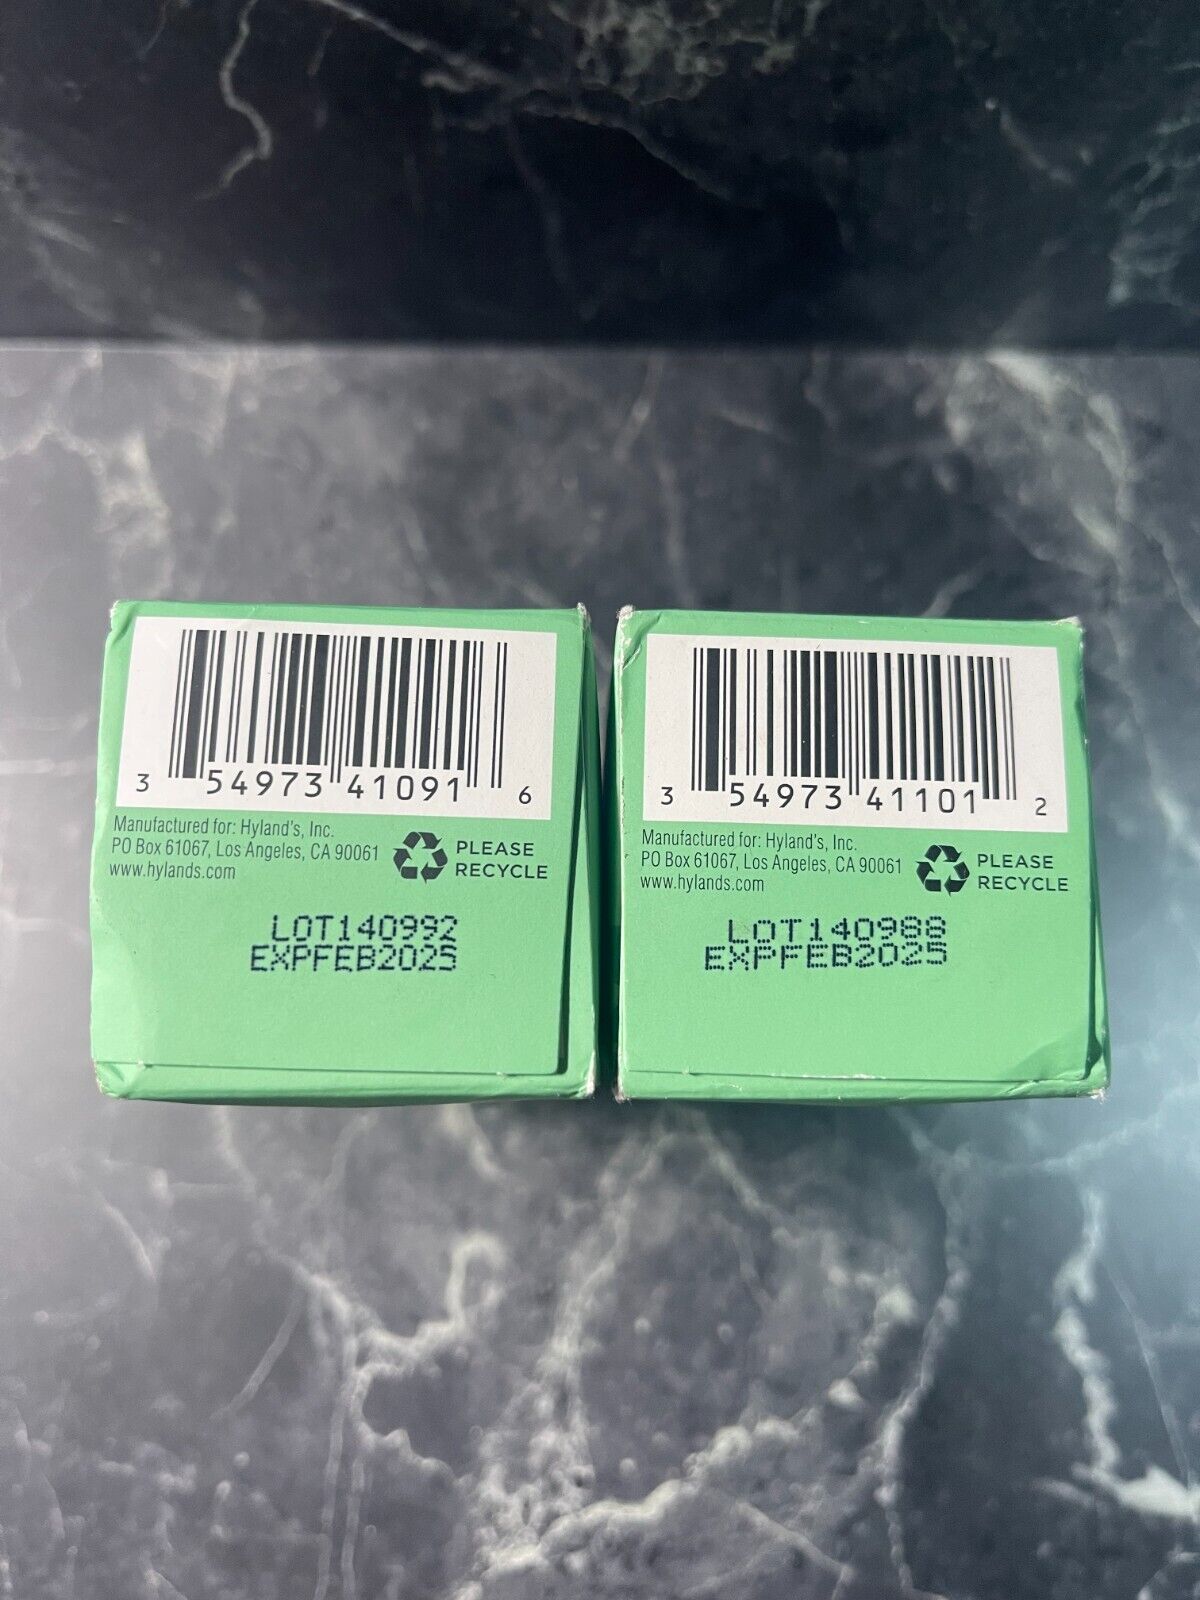 3 54973 41091 6
Manufactured for: Hyland's, Inc.
PO Box 61067, Los Angeles, CA 90061
www.hylands.com
PLEASE
RECYCLE
LOT140992
EXPFEB2025
3 54973 41101 2
Manufactured for: Hyland's, Inc.
PO Box 61067, Los Angeles, CA 90061
www.hylands.com
PLEASE
RECYCLE
LOT140988
EXPFEB2025